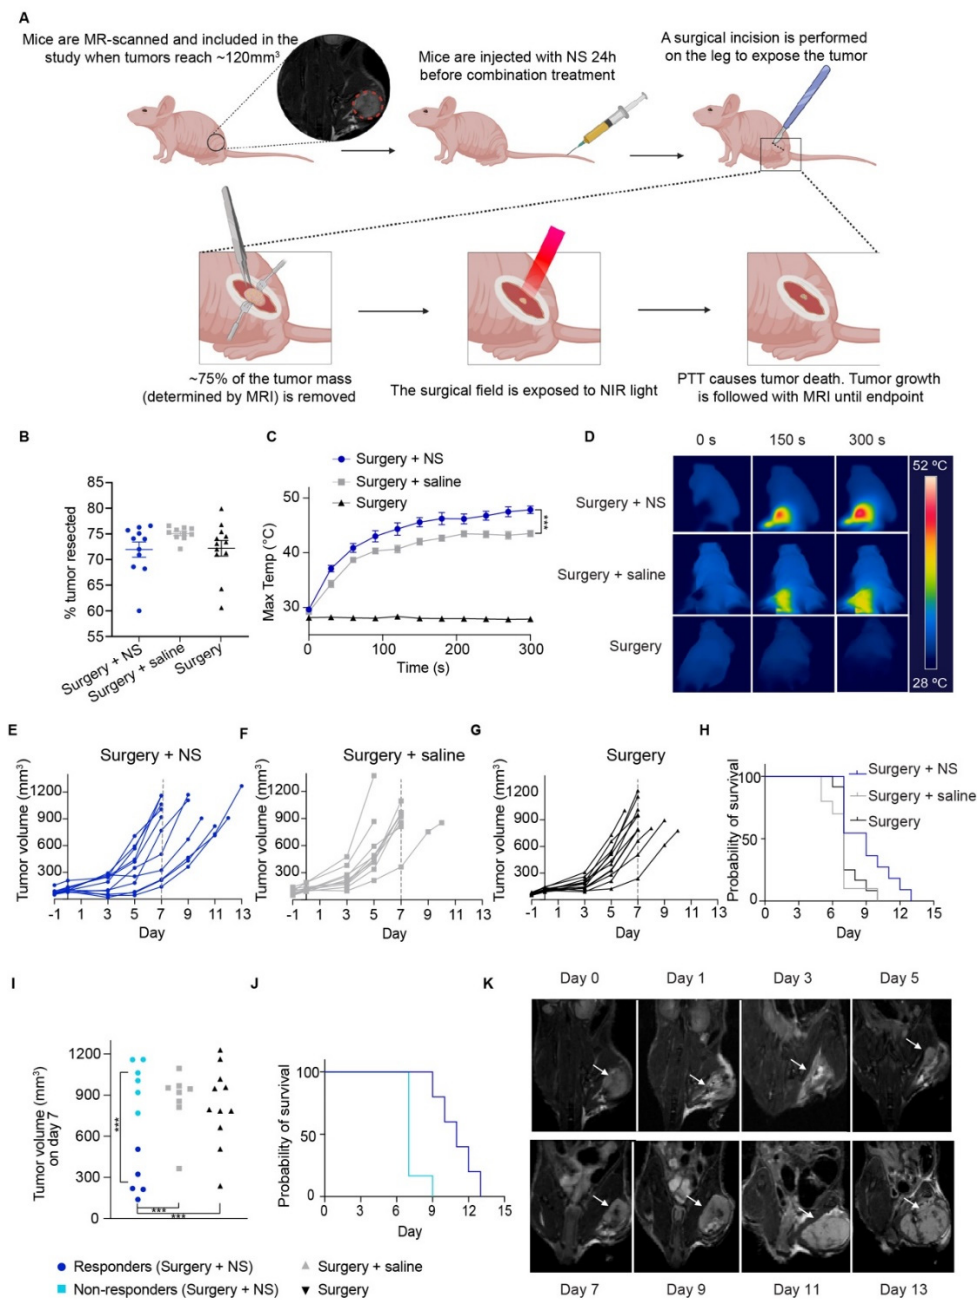 A
Mice are MR-scanned and included in the
study when tumors reach ~120mm³
Mice are injected with NS 24h
before combination treatment
A surgical incision is performed
on the leg to expose the tumor
~75% of the tumor mass
(determined by MRI) is removed
The surgical field is exposed to NIR light
PTT causes tumor death. Tumor growth
is followed with MRI until endpoint
B
% tumor resected
85
80
75
70
65
60
55
Surgery + NS
Surgery + saline
Surgery
C
Surgery + NS
Surgery + saline
Surgery
Max Temp (°C)
50
40
30
***
0 100 200 300
Time (s)
D
0 s 150 s 300 s
Surgery + NS
Surgery + saline
Surgery
52 ºC
28 ºC
E
Surgery + NS
Tumor volume (mm³)
1200
900
600
300
-1 1 3 5 7 9 11 13
Day
F
Surgery + saline
Tumor volume (mm³)
1200
900
600
300
-1 1 3 5 7 9 11 13
Day
G
Surgery
Tumor volume (mm³)
1200
900
600
300
-1 1 3 5 7 9 11 13
Day
H
Surgery + NS
Surgery + saline
Surgery
Probability of survival
100
50
0
0 3 6 9 12 15
Day
I
Tumor volume (mm³)
on day 7
1200
900
600
300
0
***
***
***
J
Probability of survival
100
50
0
0 3 6 9 12 15
Day
Responders (Surgery + NS)
Non-responders (Surgery + NS)
Surgery + saline
Surgery
K
Day 0 Day 1 Day 3 Day 5
Day 7 Day 9 Day 11 Day 13